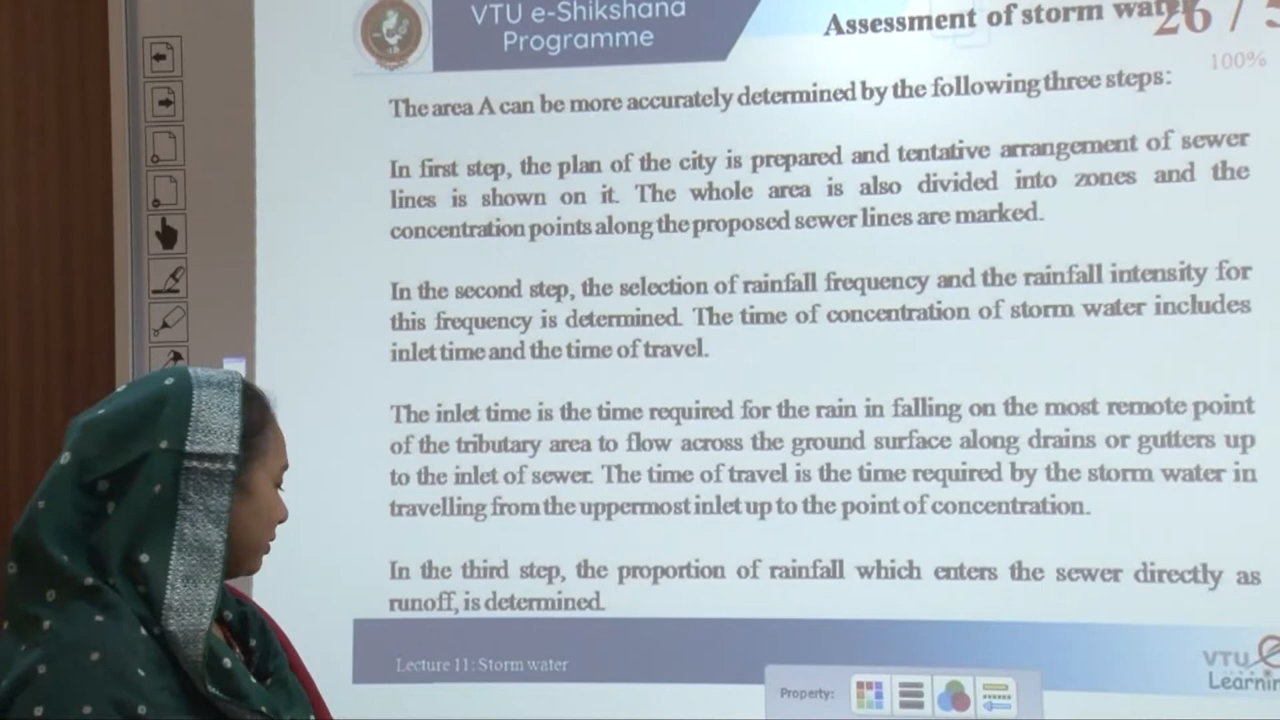 VTU e-Shikshana
Programme
Assessment of storm water
26 / 5
100%
The area A can be more accurately determined by the following three steps:
In first step, the plan of the city is prepared and tentative arrangement of sewer
lines is shown on it. The whole area is also divided into zones and the
concentration points along the proposed sewer lines are marked.
In the second step, the selection of rainfall frequency and the rainfall intensity for
this frequency is determined. The time of concentration of storm water includes
inlet time and the time of travel.
The inlet time is the time required for the rain in falling on the most remote point
of the tributary area to flow across the ground surface along drains or gutters up
to the inlet of sewer. The time of travel is the time required by the storm water in
travelling from the uppermost inlet up to the point of concentration.
In the third step, the proportion of rainfall which enters the sewer directly as
runoff, is determined.
Lecture 11: Storm water
VTU e
Learnin
Property: